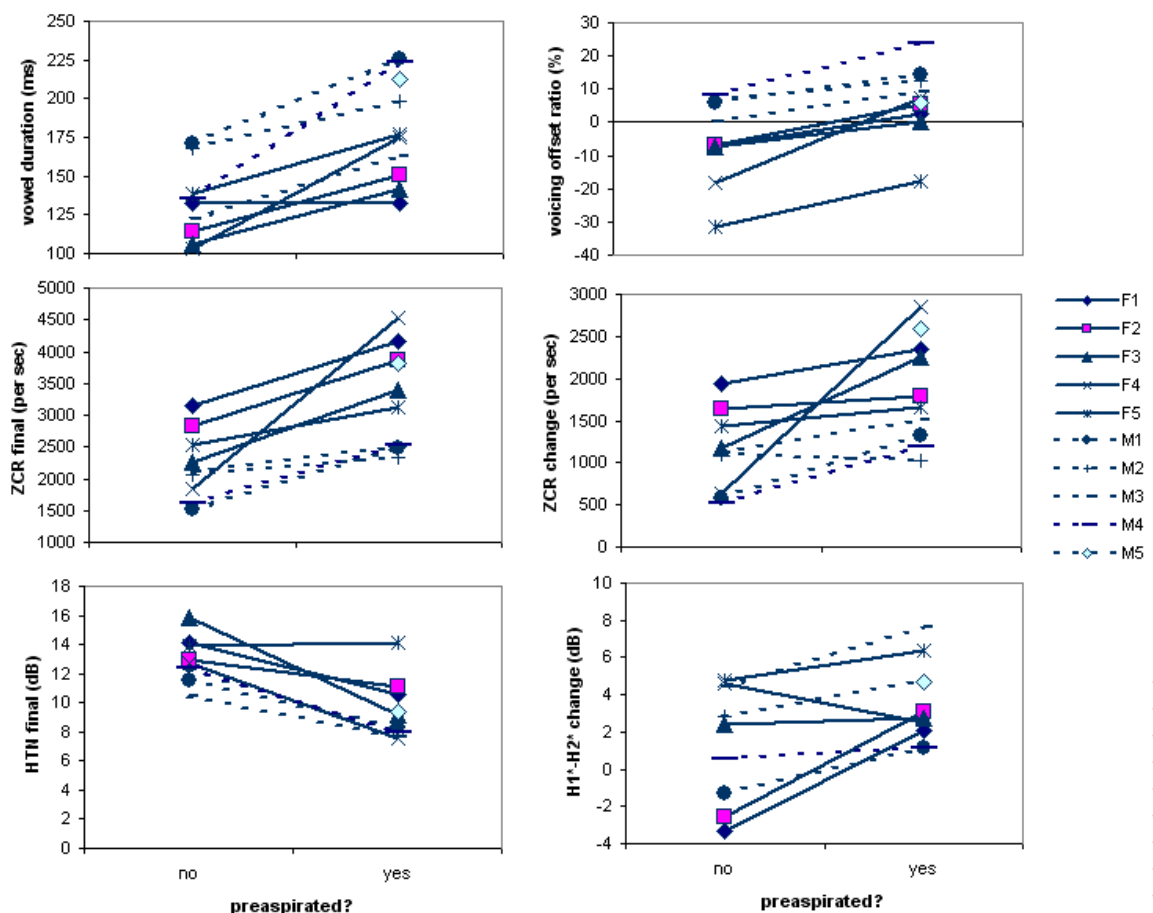 vowel duration (ms)
250
225
200
175
150
125
100
voicing offset ratio (%)
30
20
10
0
-10
-20
-30
-40
ZCR final (per sec)
5000
4500
4000
3500
3000
2500
2000
1500
1000
ZCR change (per sec)
3000
2500
2000
1500
1000
500
0
F1
F2
F3
F4
F5
M1
M2
M3
M4
M5
HTN final (dB)
18
16
14
12
10
8
6
4
2
0
no yes
preaspirated?
H1*-H2* change (dB)
10
8
6
4
2
0
-2
-4
no yes
preaspirated?